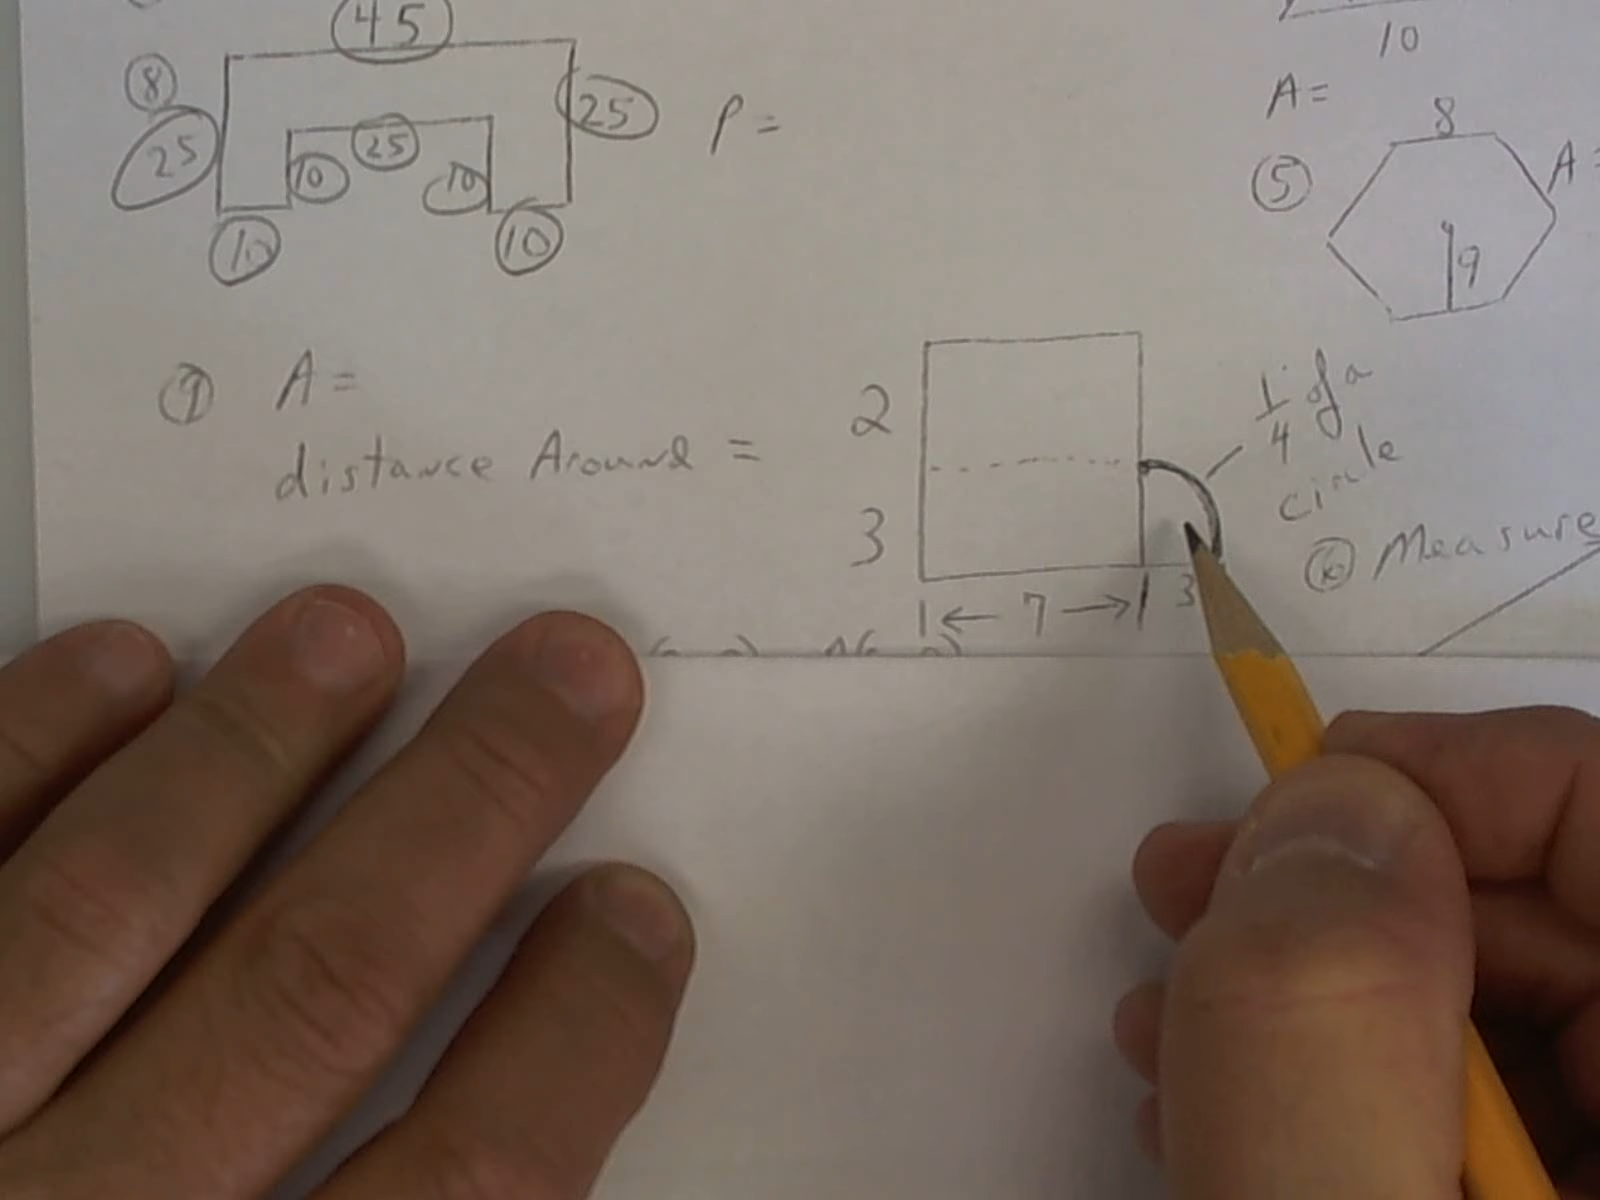 45
⑧
25
25
P =
10
25
10
10
10
10
A =
8
⑤
A =
9
⑨ A =
distance Around =
2
3
1/4 of a
circle
|← 7 →| 3
⑥ Measure